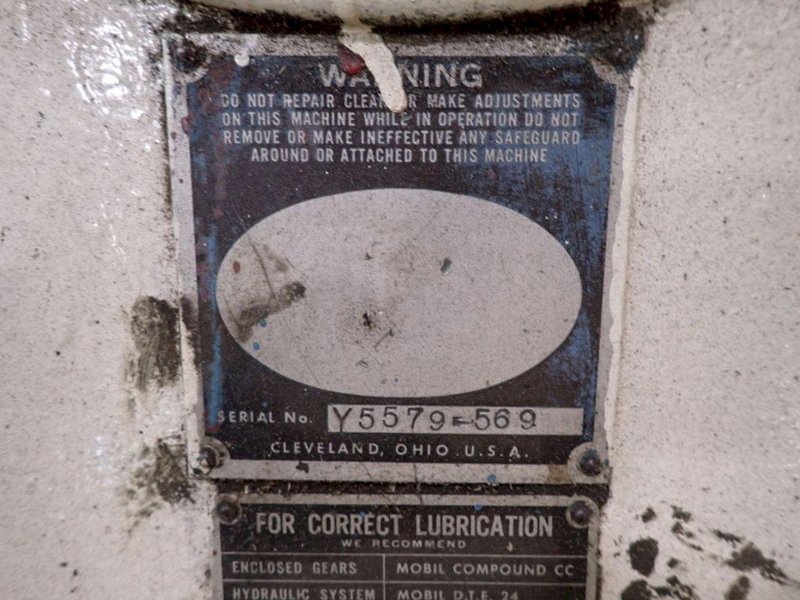 WARNING
DO NOT REPAIR CLEAN OR MAKE ADJUSTMENTS
ON THIS MACHINE WHILE IN OPERATION DO NOT
REMOVE OR MAKE INEFFECTIVE ANY SAFEGUARD
AROUND OR ATTACHED TO THIS MACHINE
SERIAL No. Y5579-569
CLEVELAND, OHIO U.S.A.
FOR CORRECT LUBRICATION
WE RECOMMEND
ENCLOSED GEARS MOBIL COMPOUND CC
HYDRAULIC SYSTEM MOBIL D.T.E. 24